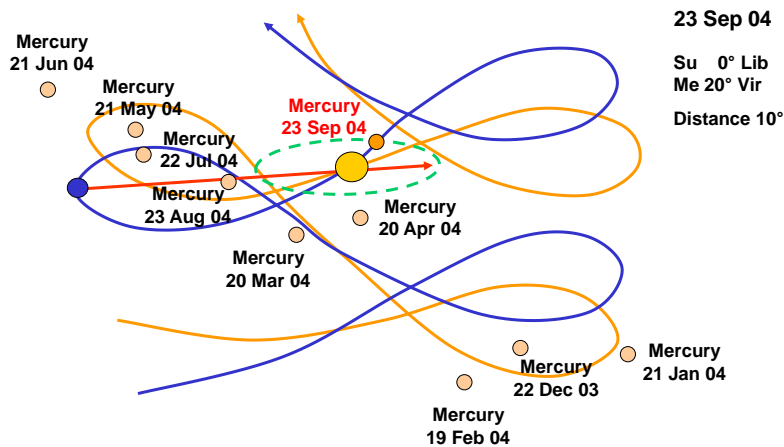 23 Sep 04
Su 0° Lib
Me 20° Vir
Distance 10°
Mercury
21 Jun 04
Mercury
21 May 04
Mercury
23 Sep 04
Mercury
22 Jul 04
Mercury
23 Aug 04
Mercury
20 Apr 04
Mercury
20 Mar 04
Mercury
22 Dec 03
Mercury
21 Jan 04
Mercury
19 Feb 04